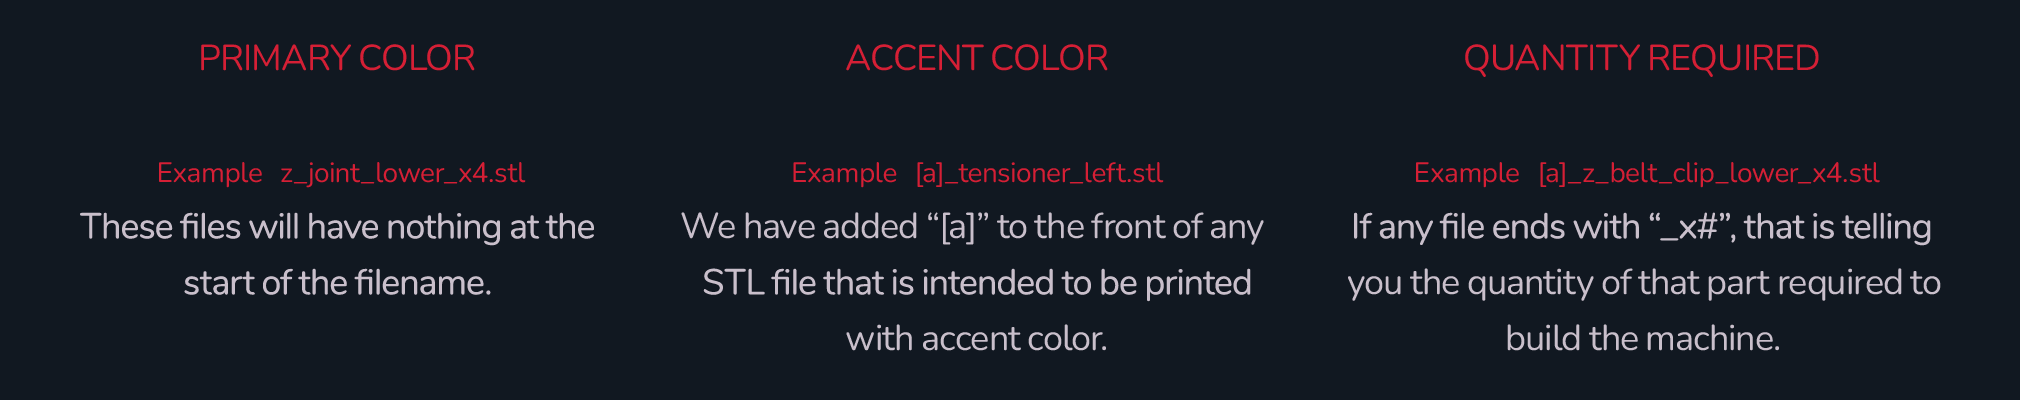 PRIMARY COLOR
Example z_joint_lower_x4.stl
These files will have nothing at the
start of the filename.
ACCENT COLOR
Example [a]_tensioner_left.stl
We have added “[a]” to the front of any
STL file that is intended to be printed
with accent color.
QUANTITY REQUIRED
Example [a]_z_belt_clip_lower_x4.stl
If any file ends with “_x#”, that is telling
you the quantity of that part required to
build the machine.